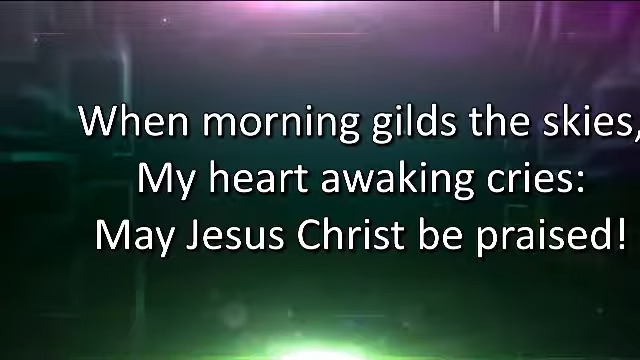 When morning gilds the skies,
My heart awaking cries:
May Jesus Christ be praised!